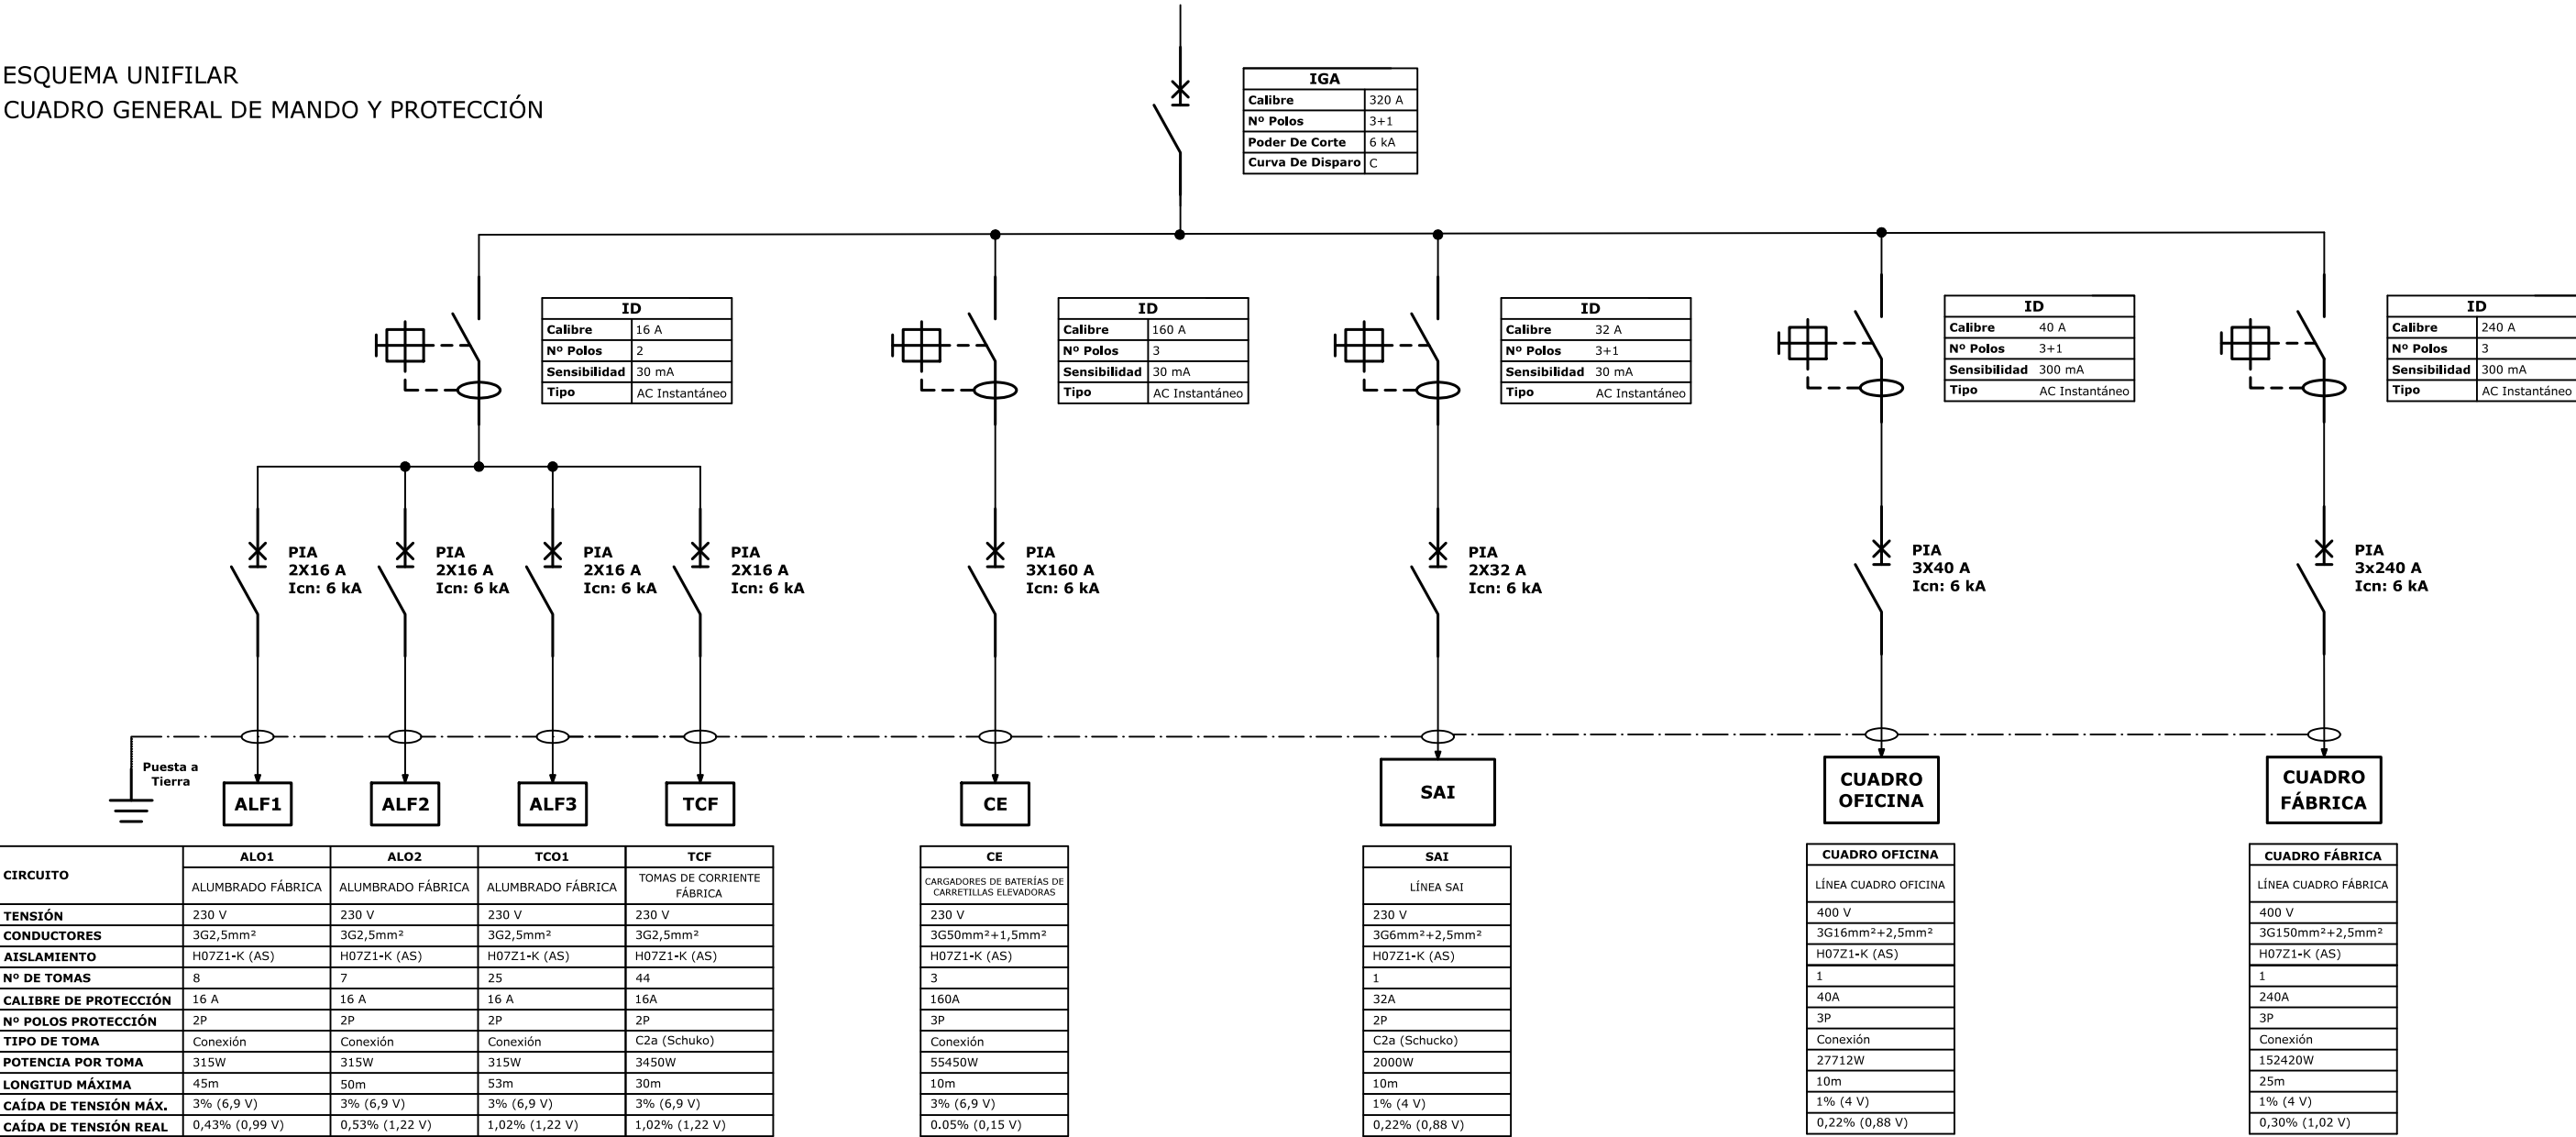 ESQUEMA UNIFILAR
CUADRO GENERAL DE MANDO Y PROTECCIÓN
IGA
Calibre 320 A
Nº Polos 3+1
Poder De Corte 6 kA
Curva De Disparo C
ID
Calibre 16 A
Nº Polos 2
Sensibilidad 30 mA
Tipo AC Instantáneo
ID
Calibre 160 A
Nº Polos 3
Sensibilidad 30 mA
Tipo AC Instantáneo
ID
Calibre 32 A
Nº Polos 3+1
Sensibilidad 30 mA
Tipo AC Instantáneo
ID
Calibre 40 A
Nº Polos 3+1
Sensibilidad 300 mA
Tipo AC Instantáneo
ID
Calibre 240 A
Nº Polos 3
Sensibilidad 300 mA
Tipo AC Instantáneo
PIA
2X16 A
Icn: 6 kA
PIA
2X16 A
Icn: 6 kA
PIA
2X16 A
Icn: 6 kA
PIA
2X16 A
Icn: 6 kA
PIA
3X160 A
Icn: 6 kA
PIA
2X32 A
Icn: 6 kA
PIA
3X40 A
Icn: 6 kA
PIA
3x240 A
Icn: 6 kA
Puesta a
Tierra
ALF1
ALF2
ALF3
TCF
CE
SAI
CUADRO
OFICINA
CUADRO
FÁBRICA
CIRCUITO ALO1 ALO2 TCO1 TCF
ALUMBRADO FÁBRICA ALUMBRADO FÁBRICA ALUMBRADO FÁBRICA TOMAS DE CORRIENTE
FÁBRICA
TENSIÓN 230 V 230 V 230 V 230 V
CONDUCTORES 3G2,5mm² 3G2,5mm² 3G2,5mm² 3G2,5mm²
AISLAMIENTO H07Z1-K (AS) H07Z1-K (AS) H07Z1-K (AS) H07Z1-K (AS)
Nº DE TOMAS 8 7 25 44
CALIBRE DE PROTECCIÓN 16 A 16 A 16 A 16A
Nº POLOS PROTECCIÓN 2P 2P 2P 2P
TIPO DE TOMA Conexión Conexión Conexión C2a (Schuko)
POTENCIA POR TOMA 315W 315W 315W 3450W
LONGITUD MÁXIMA 45m 50m 53m 30m
CAÍDA DE TENSIÓN MÁX. 3% (6,9 V) 3% (6,9 V) 3% (6,9 V) 3% (6,9 V)
CAÍDA DE TENSIÓN REAL 0,43% (0,99 V) 0,53% (1,22 V) 1,02% (1,22 V) 1,02% (1,22 V)
CE
CARGADORES DE BATERÍAS DE
CARRETILLAS ELEVADORAS
230 V
3G50mm²+1,5mm²
H07Z1-K (AS)
3
160A
3P
Conexión
55450W
10m
3% (6,9 V)
0.05% (0,15 V)
SAI
LÍNEA SAI
230 V
3G6mm²+2,5mm²
H07Z1-K (AS)
1
32A
2P
C2a (Schucko)
2000W
10m
1% (4 V)
0,22% (0,88 V)
CUADRO OFICINA
LÍNEA CUADRO OFICINA
400 V
3G16mm²+2,5mm²
H07Z1-K (AS)
1
40A
3P
Conexión
27712W
10m
1% (4 V)
0,22% (0,88 V)
CUADRO FÁBRICA
LÍNEA CUADRO FÁBRICA
400 V
3G150mm²+2,5mm²
H07Z1-K (AS)
1
240A
3P
Conexión
152420W
25m
1% (4 V)
0,30% (1,02 V)